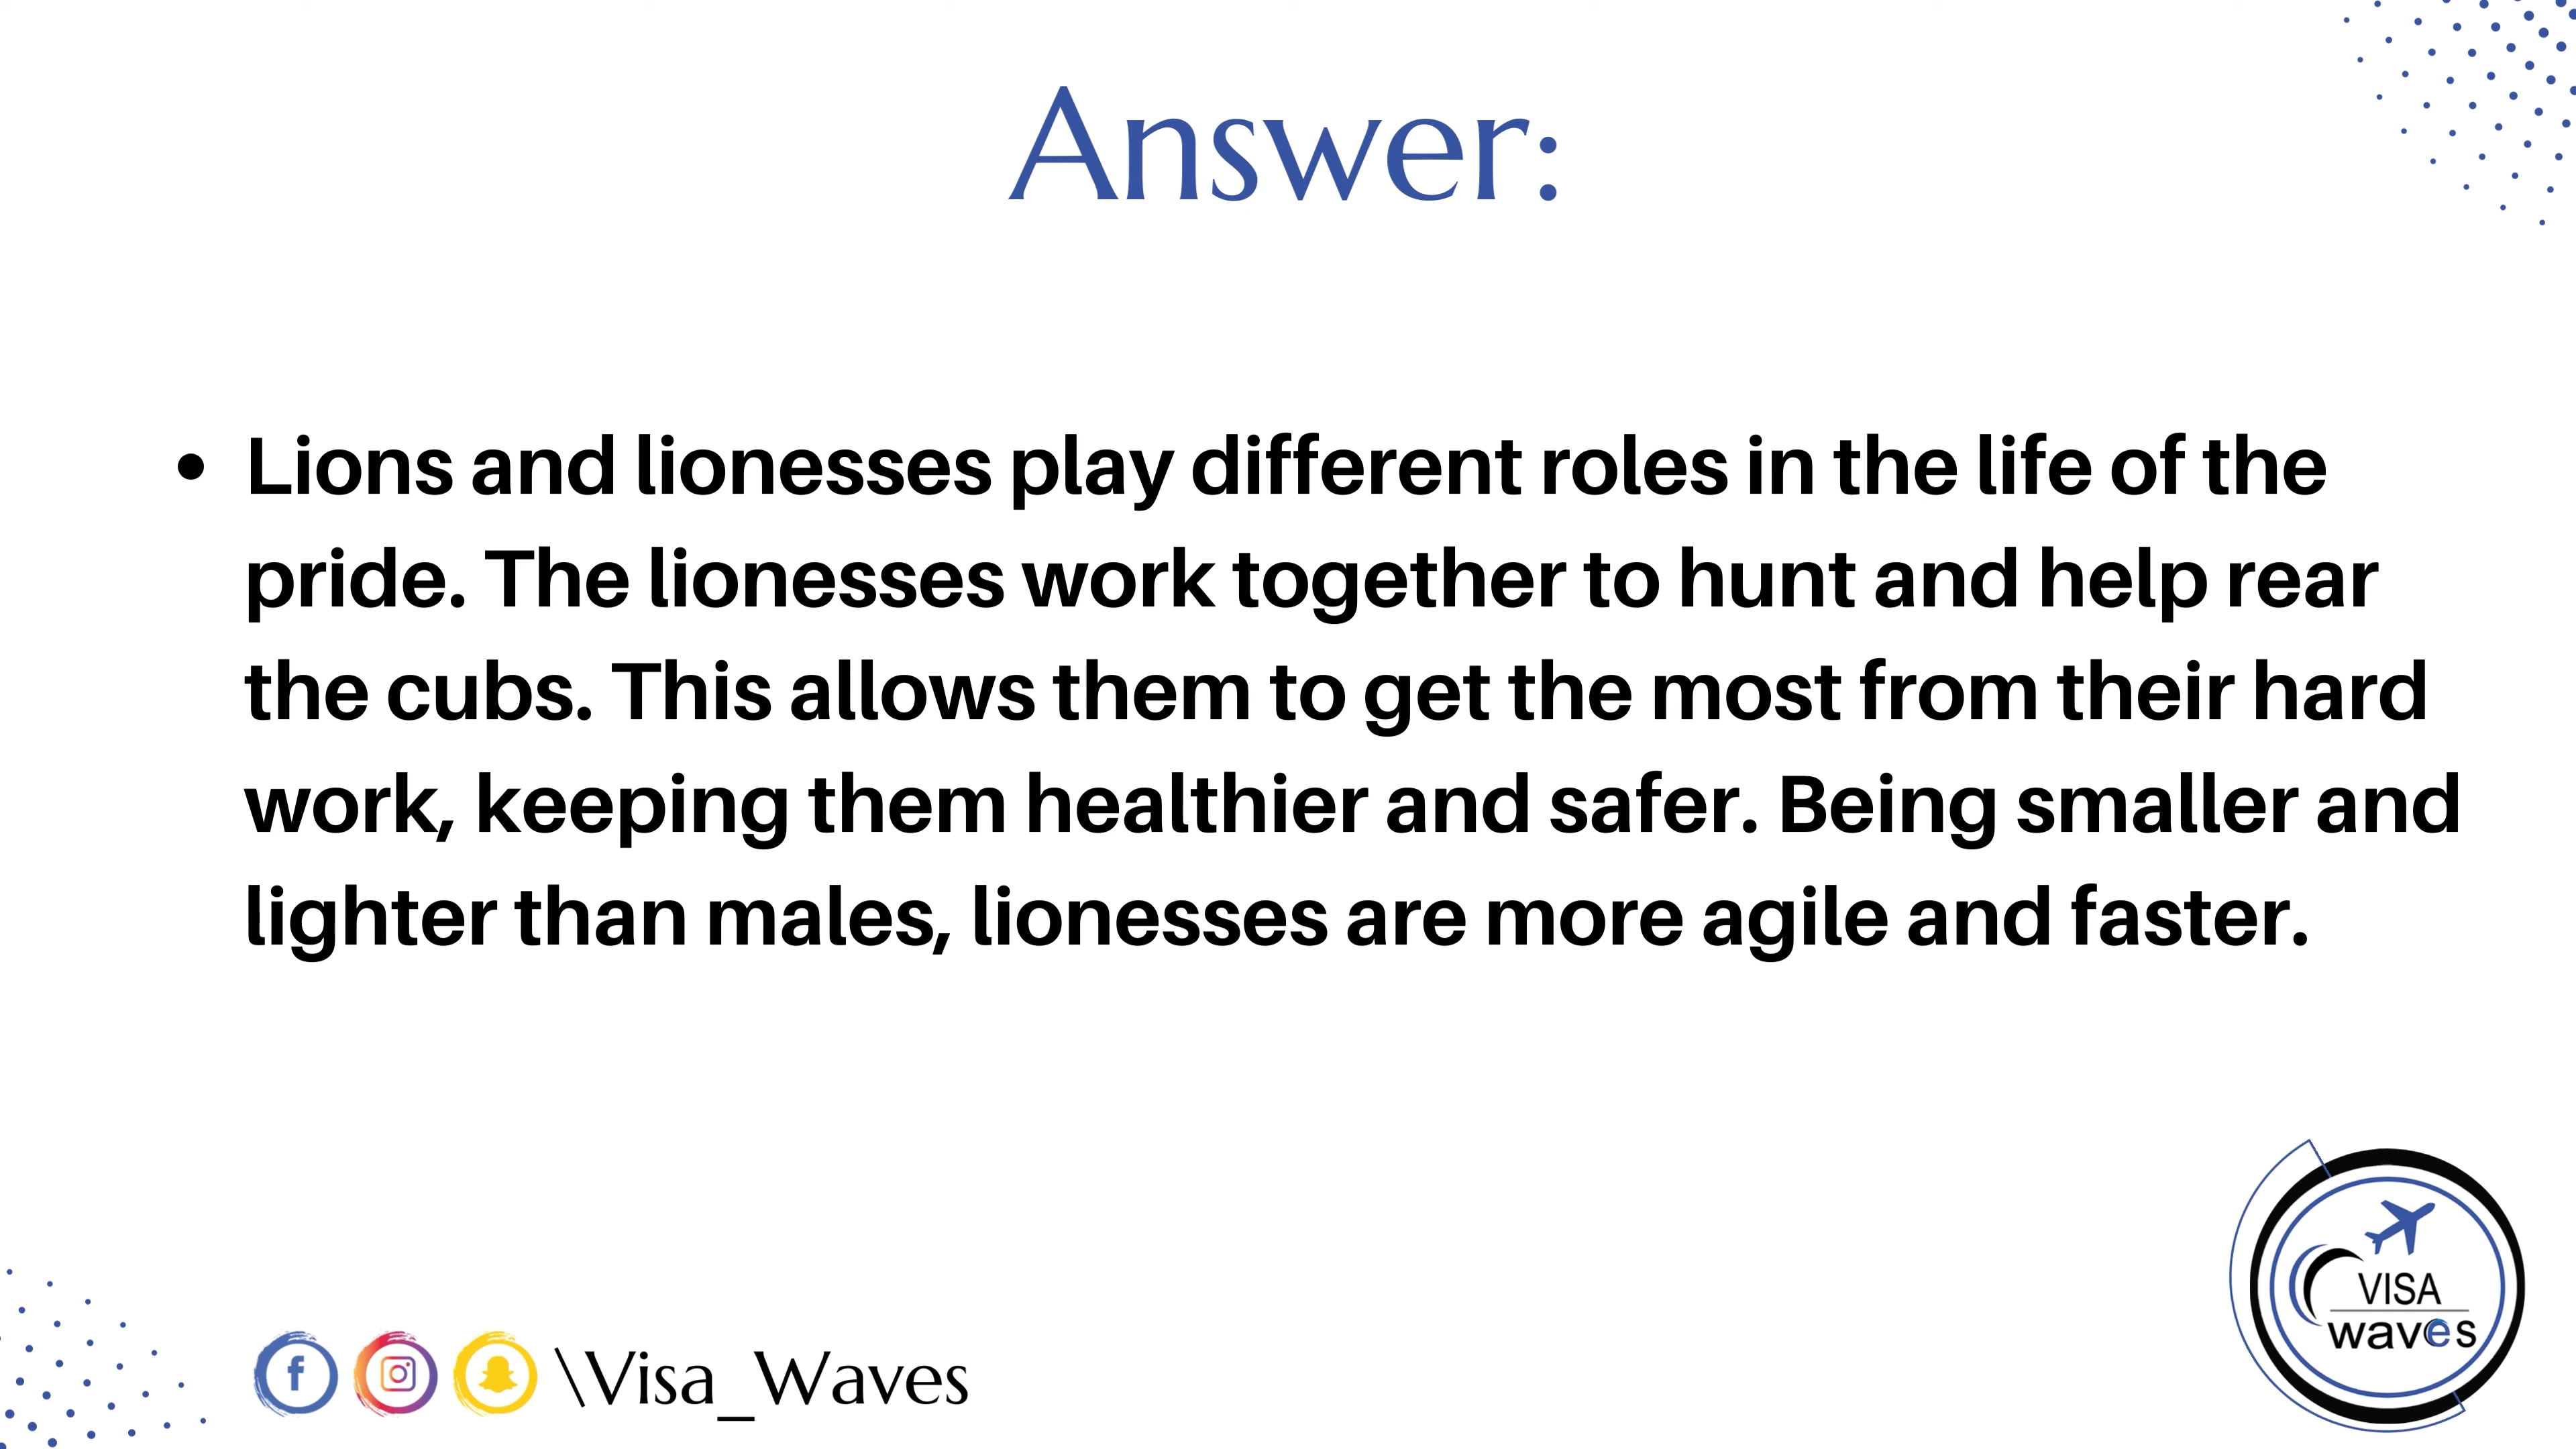 Answer:
• Lions and lionesses play different roles in the life of the
pride. The lionesses work together to hunt and help rear
the cubs. This allows them to get the most from their hard
work, keeping them healthier and safer. Being smaller and
lighter than males, lionesses are more agile and faster.
VISA
waves
\Visa_Waves